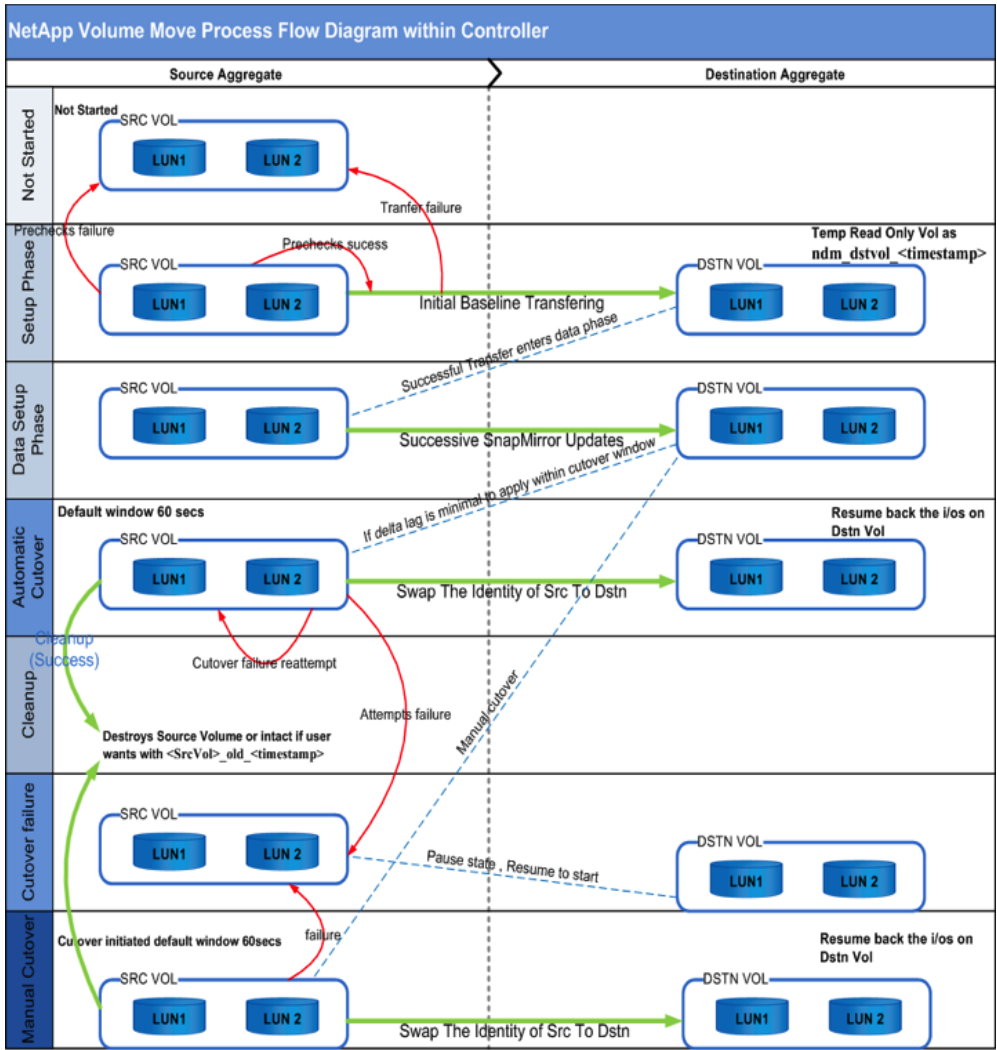 NetApp Volume Move Process Flow Diagram within Controller
Source Aggregate
Destination Aggregate
Not Started
Not Started
SRC VOL
LUN1
LUN 2
Tranfer failure
Prechecks failure
Setup Phase
Prechecks sucess
Temp Read Only Vol as
ndm_dstvol_<timestamp>
SRC VOL
LUN1
LUN 2
Initial Baseline Transfering
DSTN VOL
LUN1
LUN 2
Successful Transfer enters data phase
Data Setup
Phase
SRC VOL
LUN1
LUN 2
Successive SnapMirror Updates
DSTN VOL
LUN1
LUN 2
If delta lag is minimal to apply within cutover window
Automatic
Cutover
Default window 60 secs
Resume back the i/os on
Dstn Vol
SRC VOL
LUN1
LUN 2
Swap The Identity of Src To Dstn
DSTN VOL
LUN1
LUN 2
Cleanup
(Success)
Cutover failure reattempt
Cleanup
Attempts failure
Manual cutover
Destroys Source Volume or intact if user
wants with <SrcVol>_old_<timestamp>
Cutover failure
SRC VOL
LUN1
LUN 2
Pause state , Resume to start
DSTN VOL
LUN1
LUN 2
Manual Cutover
Cutover initiated default window 60secs
failure
Resume back the i/os on
Dstn Vol
SRC VOL
LUN1
LUN 2
Swap The Identity of Src To Dstn
DSTN VOL
LUN1
LUN 2